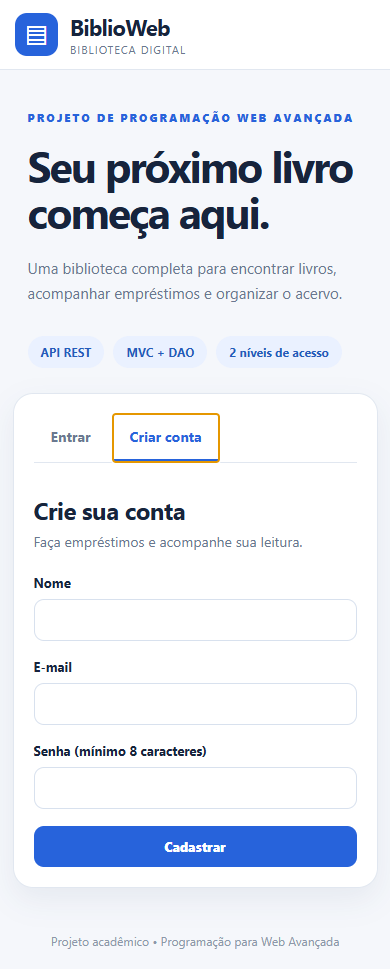 BiblioWeb
BIBLIOTECA DIGITAL
PROJETO DE PROGRAMAÇÃO WEB AVANÇADA
Seu próximo livro
começa aqui.
Uma biblioteca completa para encontrar livros,
acompanhar empréstimos e organizar o acervo.
API REST MVC + DAO 2 níveis de acesso
Entrar Criar conta
Crie sua conta
Faça empréstimos e acompanhe sua leitura.
Nome
E-mail
Senha (mínimo 8 caracteres)
Cadastrar
Projeto acadêmico • Programação para Web Avançada